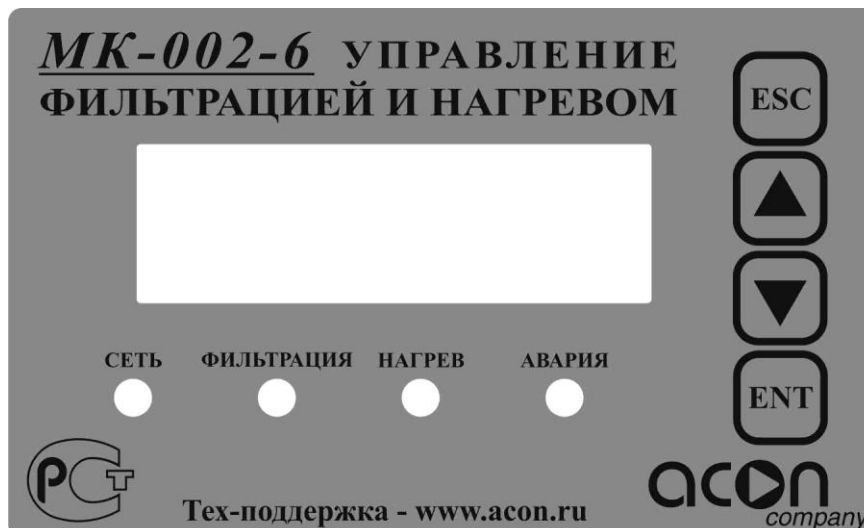 МК-002-6 УПРАВЛЕНИЕ
ФИЛЬТРАЦИЕЙ И НАГРЕВОМ
ESC
СЕТЬ ФИЛЬТРАЦИЯ НАГРЕВ АВАРИЯ
ENT
РСТ
Тех-поддержка - www.acon.ru
acon
company